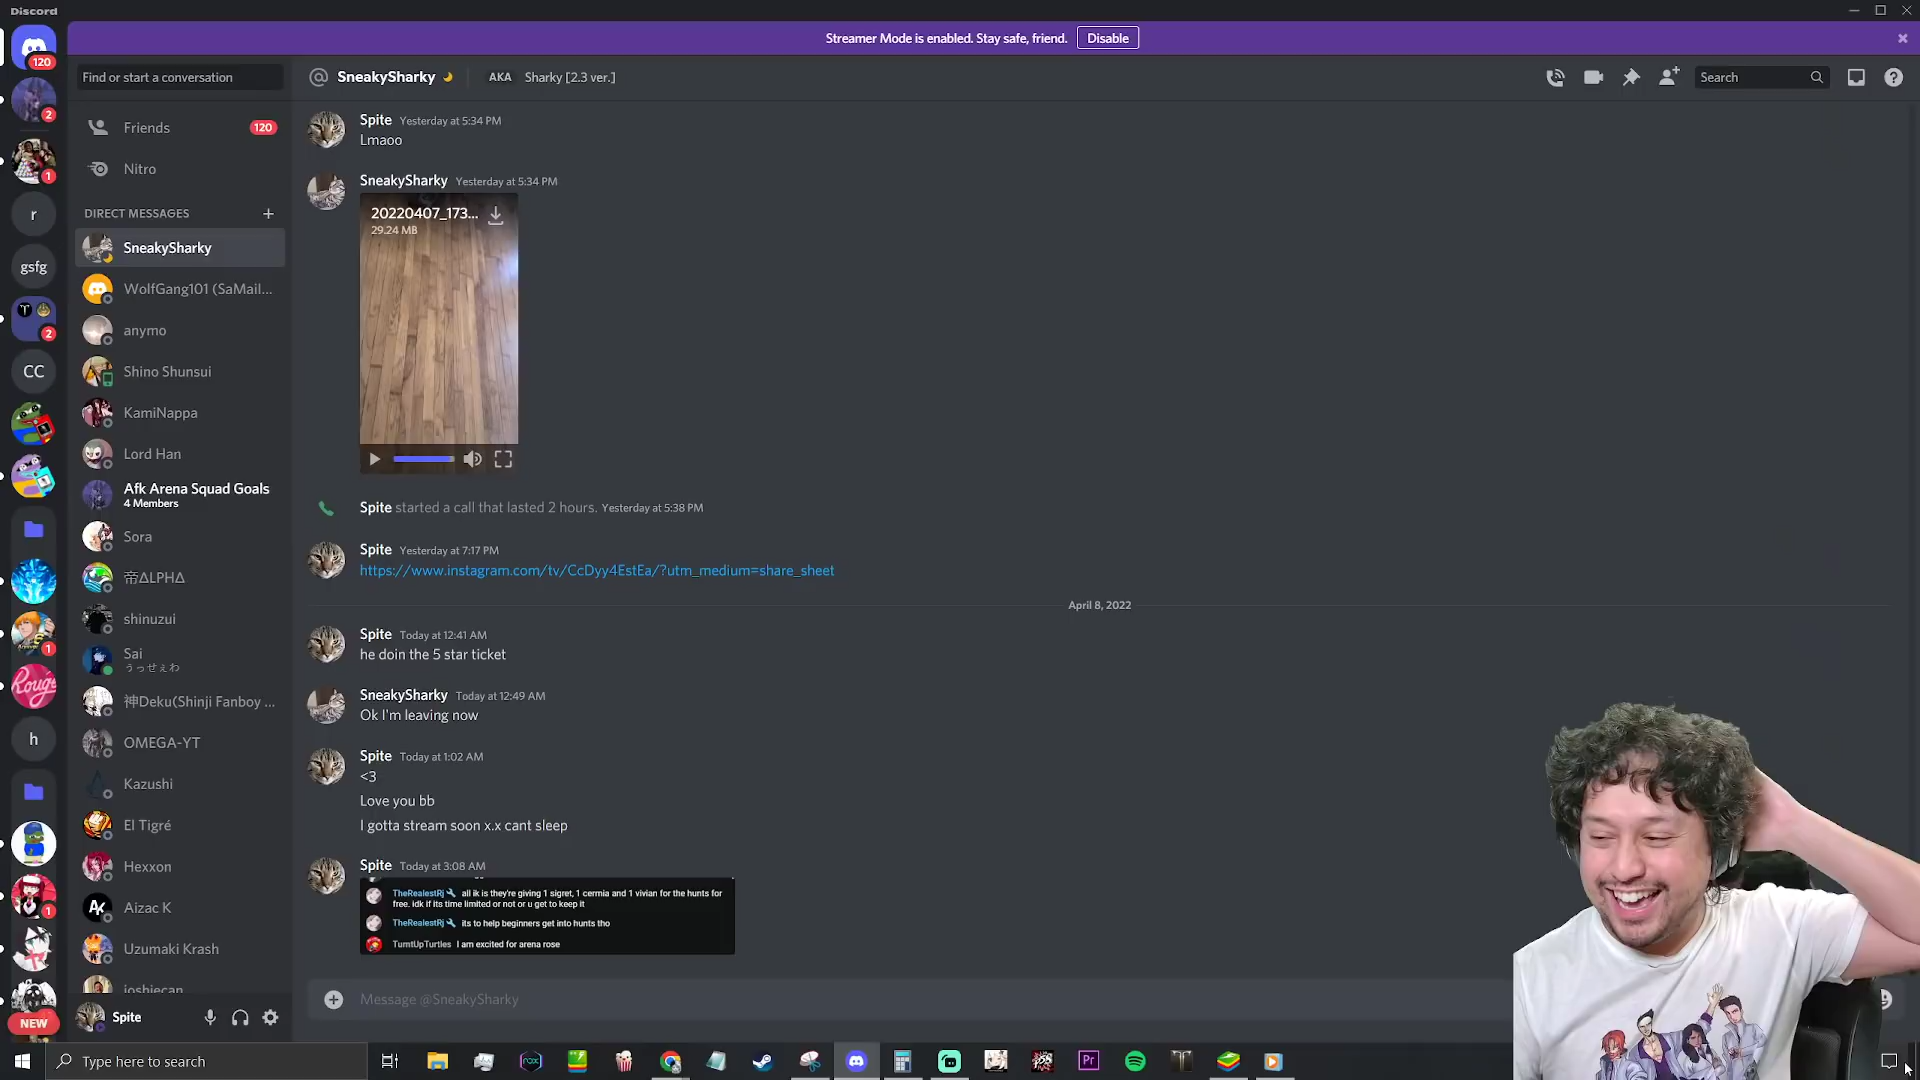 Discord
Streamer Mode is enabled. Stay safe, friend.
Disable
120
2
1
r
gsfg
2
CC
1
h
1
NEW
Find or start a conversation
Friends
120
Nitro
DIRECT MESSAGES
SneakySharky
WolfGang101 (SaMail...
anymo
Shino Shunsui
KamiNappa
Lord Han
Afk Arena Squad Goals
4 Members
Sora
帝ΔLPHΔ
shinuzui
Sai
うっせぇわ
神Deku(Shinji Fanboy ...
OMEGA-YT
Kazushi
El Tigré
Hexxon
Aizac K
Uzumaki Krash
joshiecan
Spite
SneakySharky
AKA Sharky [2.3 ver.]
Search
Spite Yesterday at 5:34 PM
Lmaoo
SneakySharky Yesterday at 5:34 PM
20220407_173...
29.24 MB
Spite started a call that lasted 2 hours. Yesterday at 5:38 PM
Spite Yesterday at 7:17 PM
https://www.instagram.com/tv/CcDyy4EstEa/?utm_medium=share_sheet
April 8, 2022
Spite Today at 12:41 AM
he doin the 5 star ticket
SneakySharky Today at 12:49 AM
Ok I'm leaving now
Spite Today at 1:02 AM
<3
Love you bb
I gotta stream soon x.x cant sleep
Spite Today at 3:08 AM
TheRealestRj all ik is they're giving 1 sigret, 1 cermia and 1 vivian for the hunts for
free. idk if its time limited or not or u get to keep it
TheRealestRj its to help beginners get into hunts tho
TurntUpTurtles I am excited for arena rose
Message @SneakySharky
Type here to search
Pr